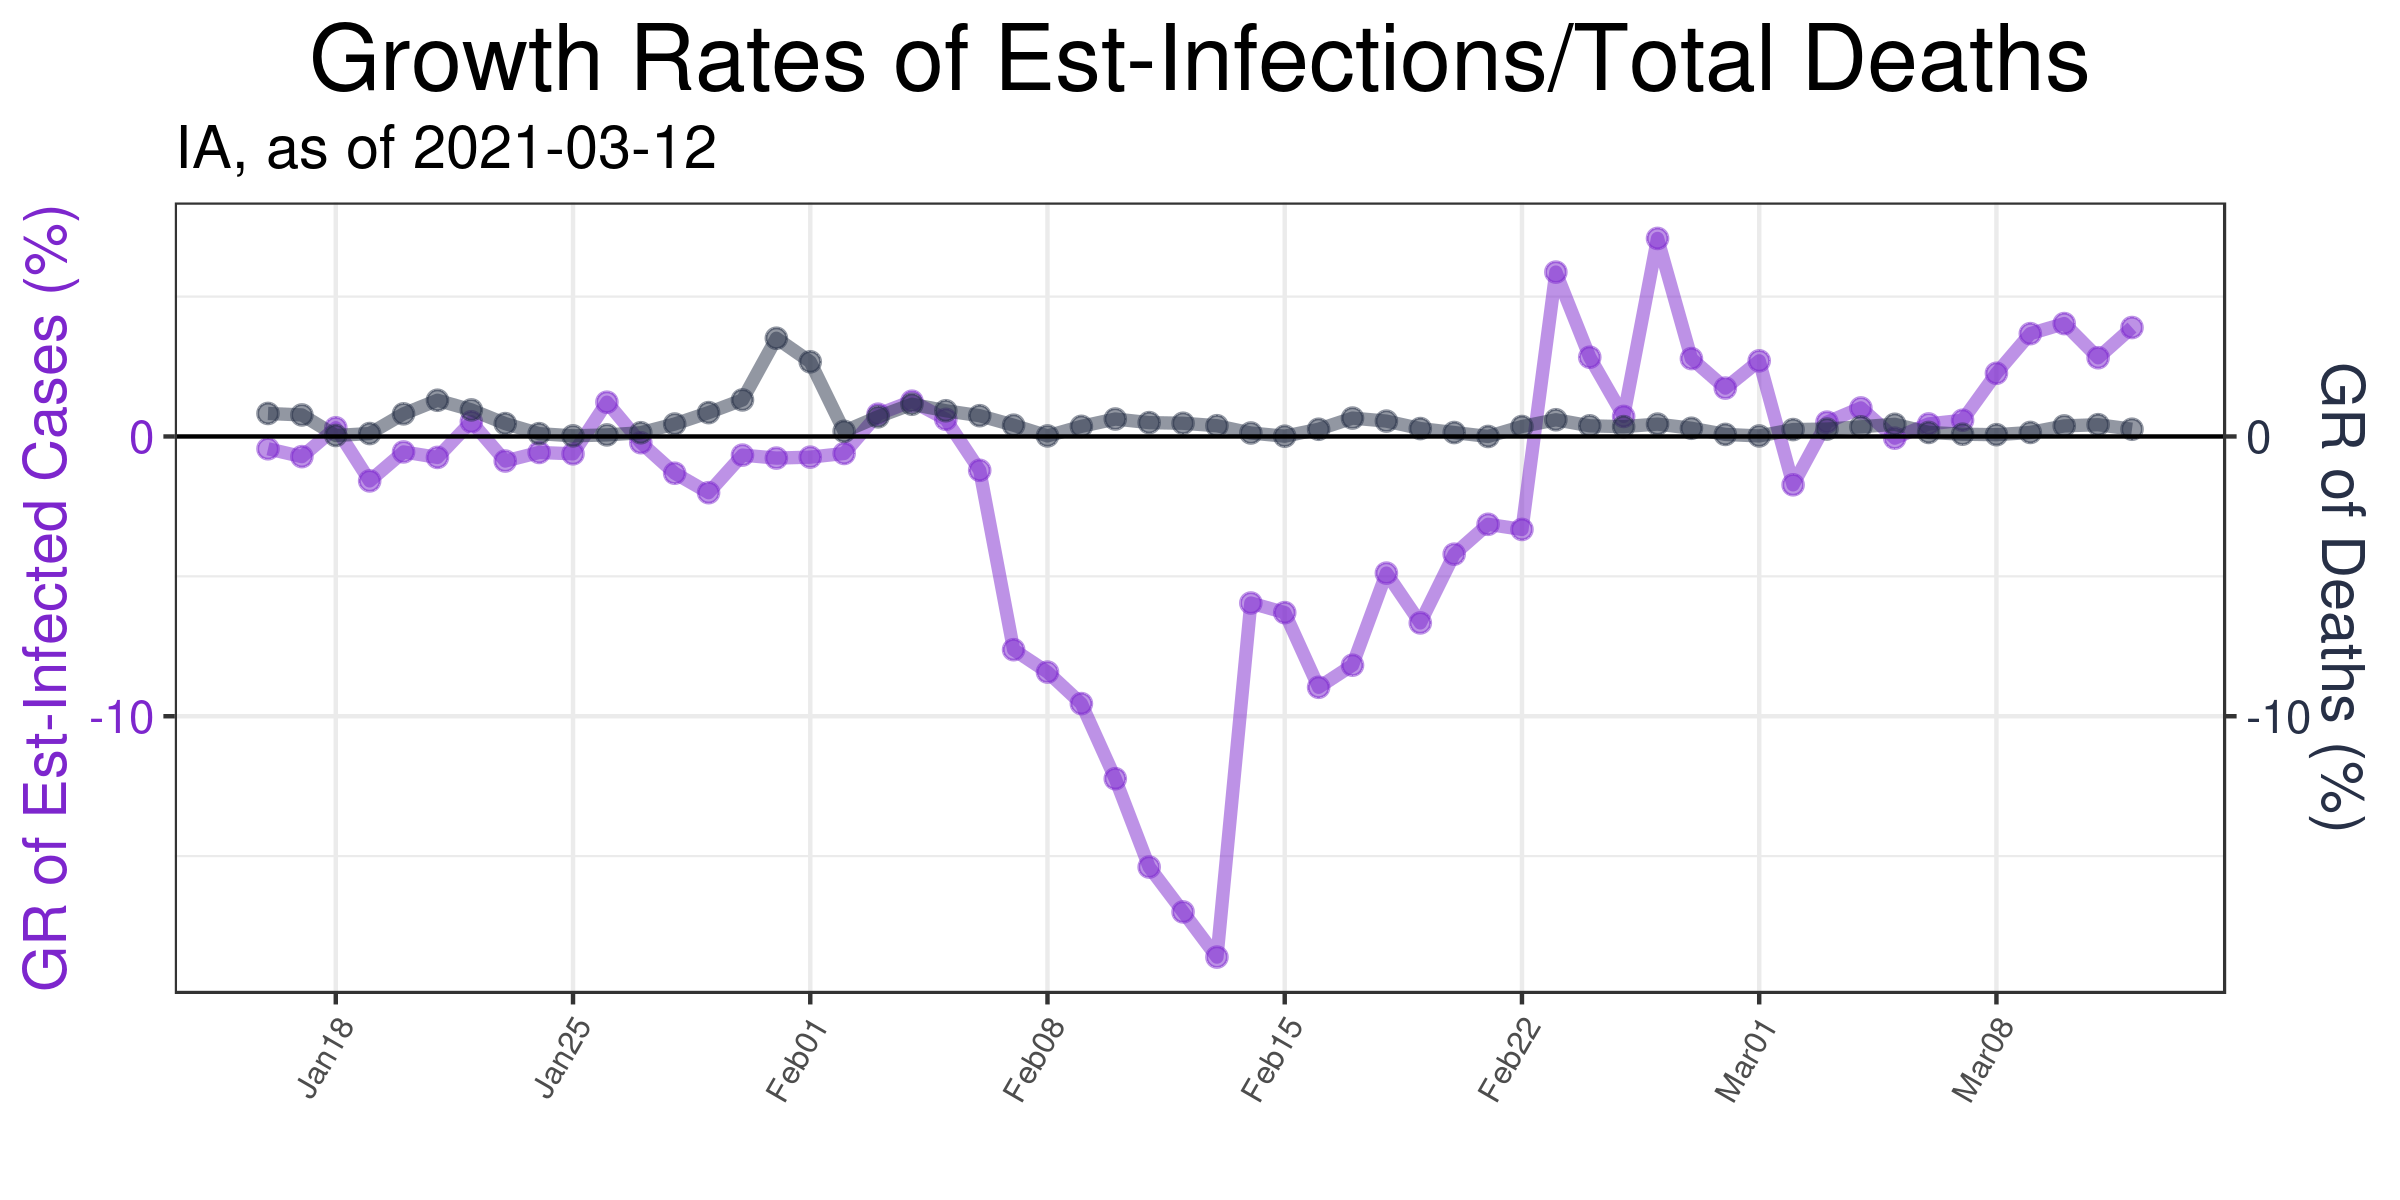 Growth Rates of Est-Infections/Total Deaths
IA, as of 2021-03-12
GR of Est-Infected Cases (%)
0
-10
0
-10
GR of Deaths (%)
Jan18
Jan25
Feb01
Feb08
Feb15
Feb22
Mar01
Mar08